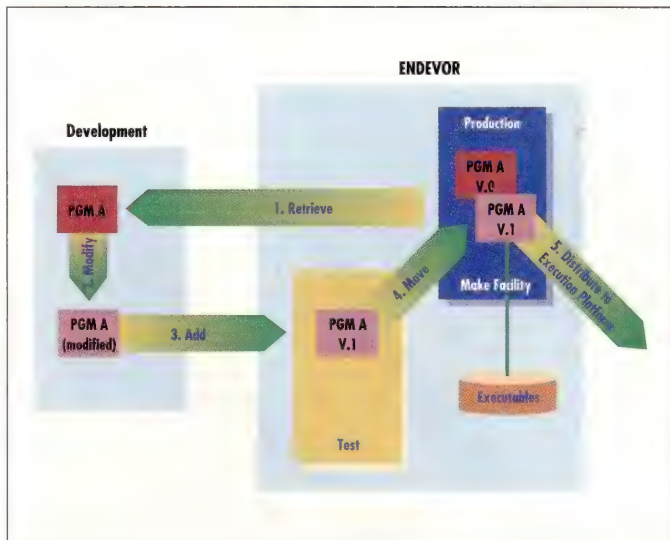 ENDEVOR
Development
Production
PGM A
V.0
PGM A
V.1
Make Facility
PGM A
1. Retrieve
2. Modify
PGM A
(modified)
3. Add
PGM A
V.1
Test
4. Move
5. Distribute to
Execution Platforms
Executables